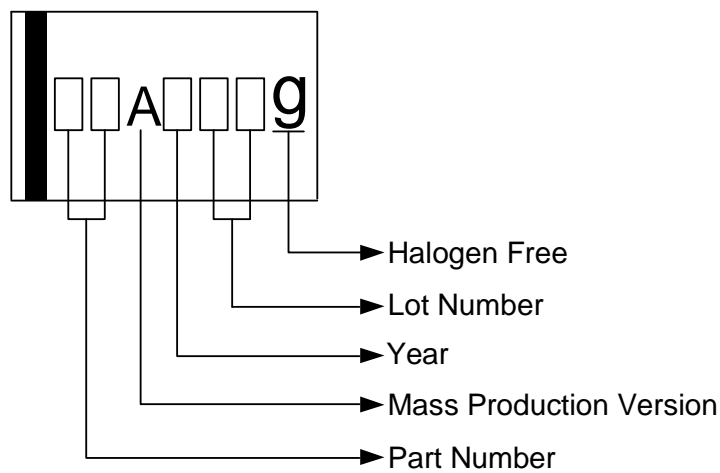 A g
Halogen Free
Lot Number
Year
Mass Production Version
Part Number